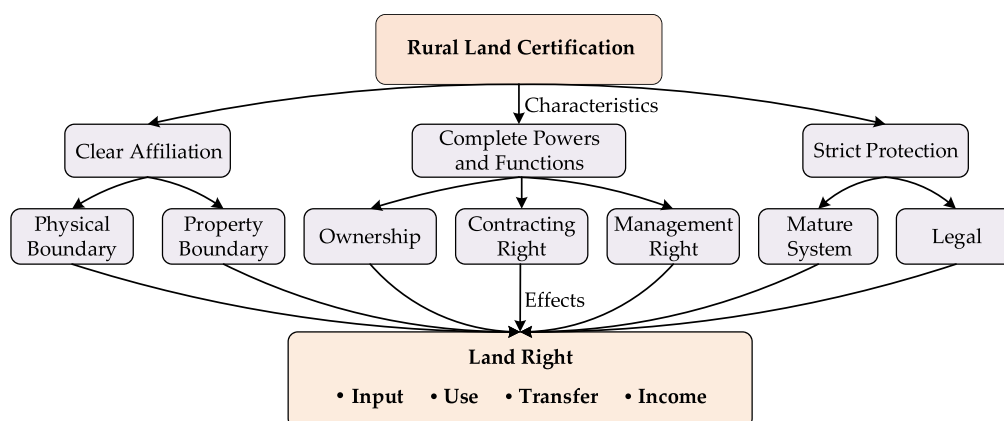 Rural Land Certification
Characteristics
Clear Affiliation
Complete Powers
and Functions
Strict Protection
Physical
Boundary
Property
Boundary
Ownership
Contracting
Right
Management
Right
Mature
System
Legal
Effects
Land Right
• Input • Use • Transfer • Income